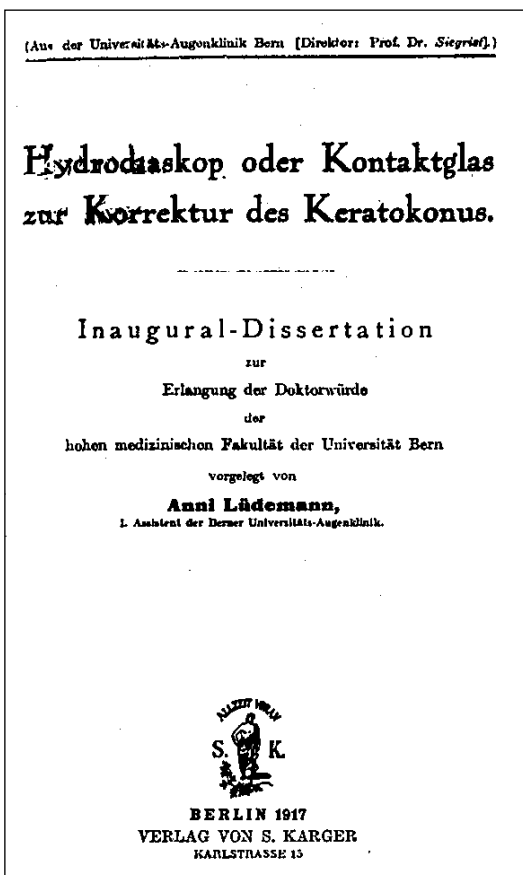 (Aus der Universitäts-Augenklinik Bern [Direktor: Prof. Dr. Siegrist].)
Hydrodiaskop oder Kontaktglas
zur Korrektur des Keratokonus.
Inaugural-Dissertation
zur
Erlangung der Doktorwürde
der
hohen medizinischen Fakultät der Universität Bern
vorgelegt von
Anni Lüdemann,
I. Assistent der Berner Universitäts-Augenklinik.
ALLZEIT VORAN
S. K.
BERLIN 1917
VERLAG VON S. KARGER
KARLSTRASSE 15